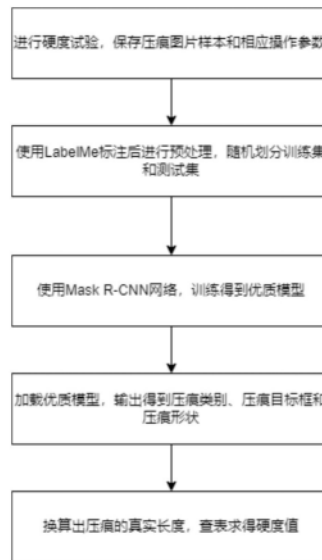 进行硬度试验，保存压痕图片样本和相应操作参数
使用LabelMe标注后进行预处理，随机划分训练集
和测试集
使用Mask R-CNN网络，训练得到优质模型
加载优质模型，输出得到压痕类别、压痕目标框和
压痕形状
换算出压痕的真实长度，查表求得硬度值